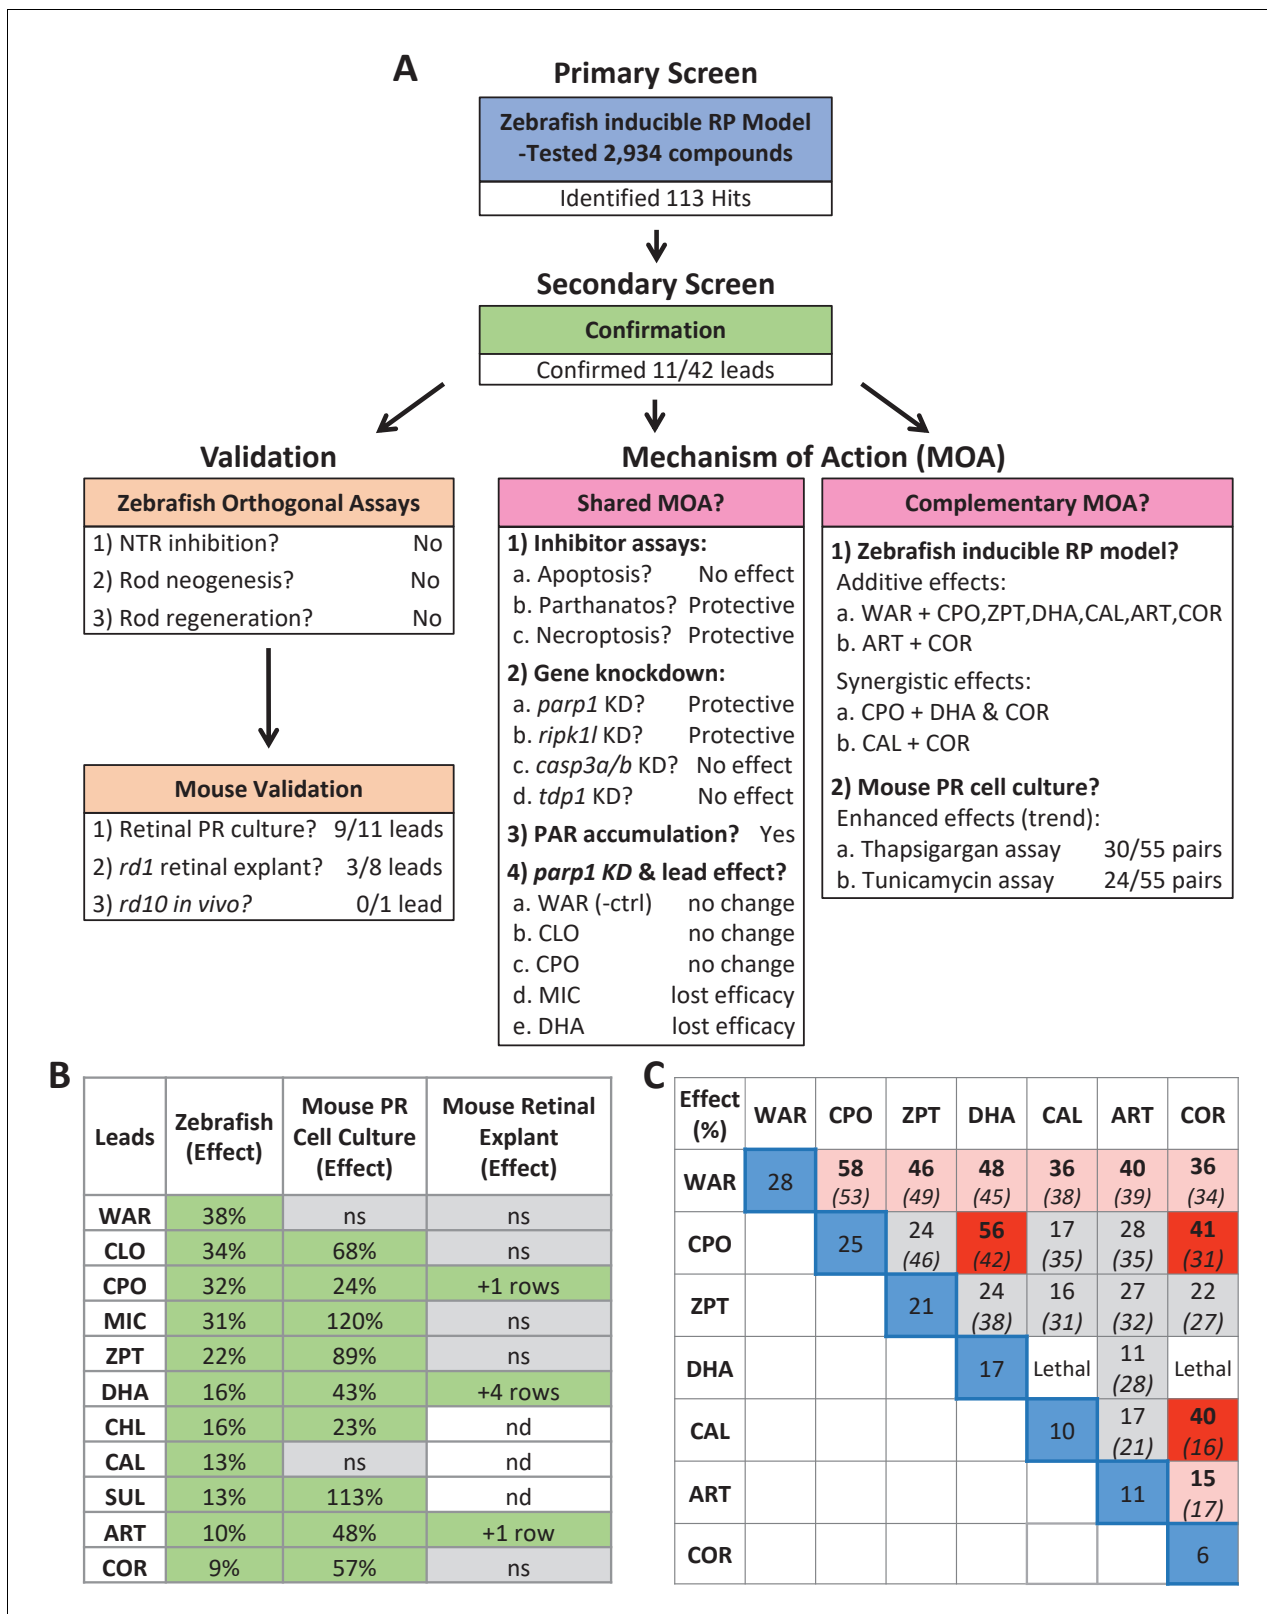 A
Primary Screen
Zebrafish inducible RP Model
-Tested 2,934 compounds
Identified 113 Hits
Secondary Screen
Confirmation
Confirmed 11/42 leads
Validation
Zebrafish Orthogonal Assays
1) NTR inhibition? No
2) Rod neogenesis? No
3) Rod regeneration? No
Mouse Validation
1) Retinal PR culture? 9/11 leads
2) rd1 retinal explant? 3/8 leads
3) rd10 in vivo? 0/1 lead
Mechanism of Action (MOA)
Shared MOA?
1) Inhibitor assays:
a. Apoptosis? No effect
b. Parthanatos? Protective
c. Necroptosis? Protective
2) Gene knockdown:
a. parp1 KD? Protective
b. ripk1l KD? Protective
c. casp3a/b KD? No effect
d. tdp1 KD? No effect
3) PAR accumulation? Yes
4) parp1 KD & lead effect?
a. WAR (-ctrl) no change
b. CLO no change
c. CPO no change
d. MIC lost efficacy
e. DHA lost efficacy
Complementary MOA?
1) Zebrafish inducible RP model?
Additive effects:
a. WAR + CPO,ZPT,DHA,CAL,ART,COR
b. ART + COR
Synergistic effects:
a. CPO + DHA & COR
b. CAL + COR
2) Mouse PR cell culture?
Enhanced effects (trend):
a. Thapsigargan assay 30/55 pairs
b. Tunicamycin assay 24/55 pairs
B
Leads Zebrafish (Effect) Mouse PR Cell Culture (Effect) Mouse Retinal Explant (Effect)
WAR 38% ns ns
CLO 34% 68% ns
CPO 32% 24% +1 rows
MIC 31% 120% ns
ZPT 22% 89% ns
DHA 16% 43% +4 rows
CHL 16% 23% nd
CAL 13% ns nd
SUL 13% 113% nd
ART 10% 48% +1 row
COR 9% 57% ns
C
Effect (%) WAR CPO ZPT DHA CAL ART COR
WAR 28 58 46 48 36 40 36
(53) (49) (45) (38) (39) (34)
CPO 25 24 56 17 28 41
(46) (42) (35) (35) (31)
ZPT 21 24 16 27 22
(38) (31) (32) (27)
DHA 17 Lethal 11 Lethal
(28)
CAL 10 17 40
(21) (16)
ART 11 15
(17)
COR 6